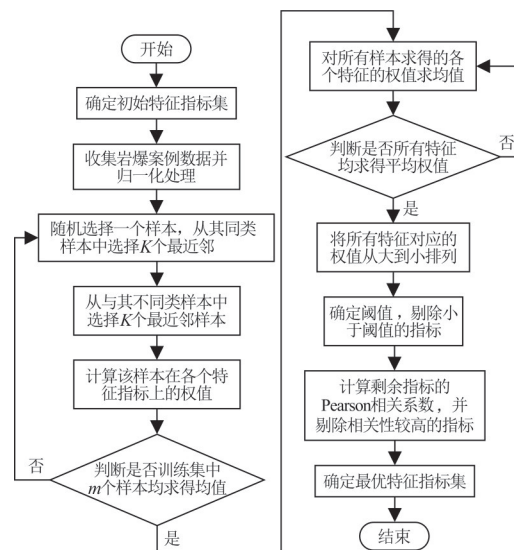 开始
确定初始特征指标集
收集岩爆案例数据并
归一化处理
随机选择一个样本，从其同类
样本中选择K个最近邻
从与其不同类样本中
选择K个最近邻样本
计算该样本在各个特
征指标上的权值
判断是否训练集中
m个样本均求得均值
否
是
对所有样本求得的各
个特征的权值求均值
判断是否所有特征
均求得平均权值
否
是
将所有特征对应的
权值从大到小排列
确定阈值，剔除小
于阈值的指标
计算剩余指标的
Pearson相关系数，并
剔除相关性较高的指标
确定最优特征指标集
结束